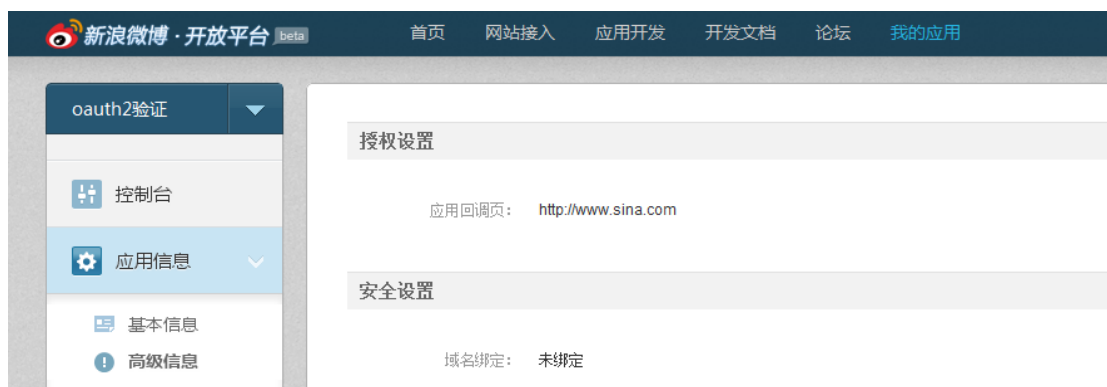 新浪微博·开放平台 beta 首页 网站接入 应用开发 开发文档 论坛 我的应用
oauth2验证
授权设置
控制台
应用回调页: http://www.sina.com
应用信息
安全设置
基本信息
高级信息
域名绑定: 未绑定